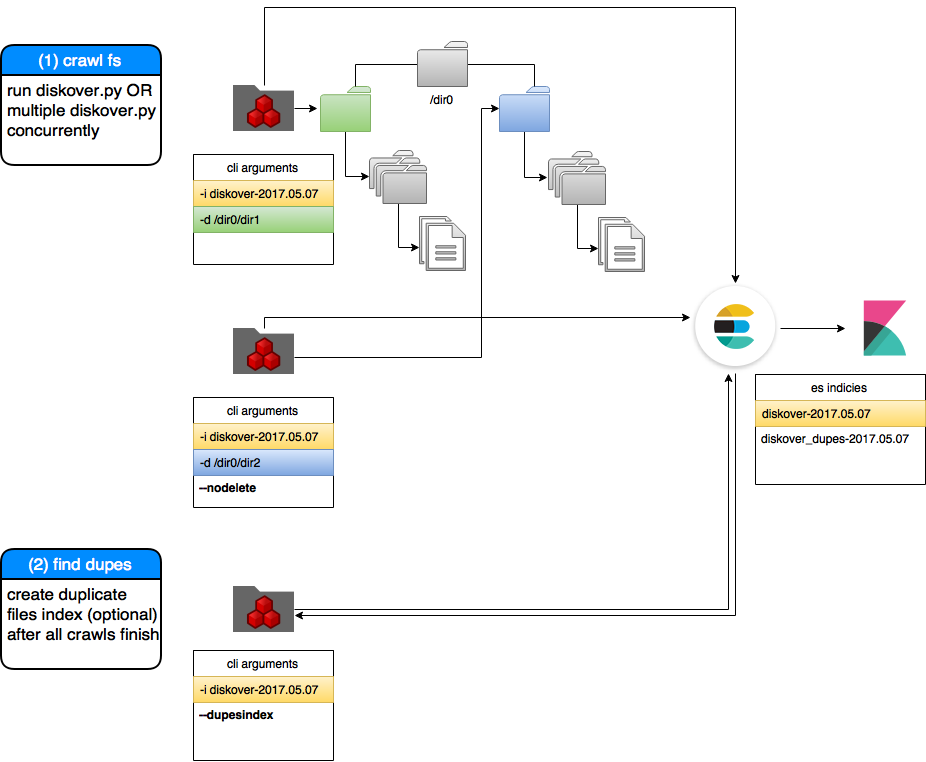 (1) crawl fs
run diskover.py OR
multiple diskover.py
concurrently
/dir0
cli arguments
-i diskover-2017.05.07
-d /dir0/dir1
cli arguments
-i diskover-2017.05.07
-d /dir0/dir2
--nodelete
es indicies
diskover-2017.05.07
diskover_dupes-2017.05.07
(2) find dupes
create duplicate
files index (optional)
after all crawls finish
cli arguments
-i diskover-2017.05.07
--dupesindex